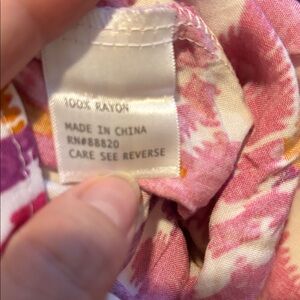 100% RAYON
MADE IN CHINA
RN#88820
CARE SEE REVERSE